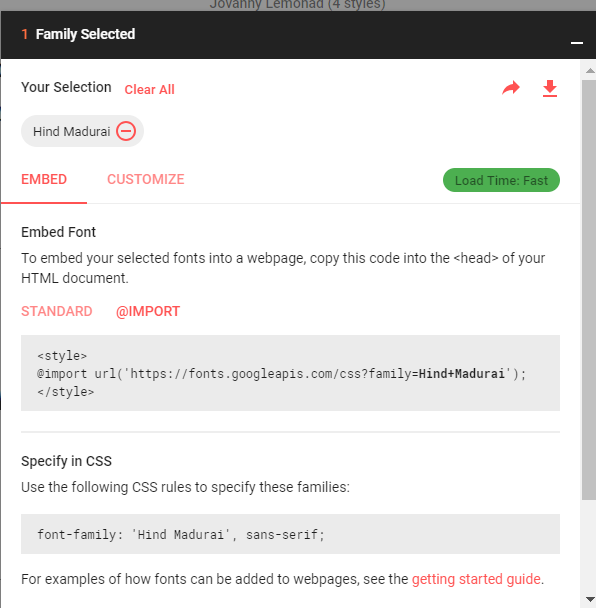 Jovanny Lemonad (4 styles)
1 Family Selected
Your Selection Clear All
Hind Madurai
EMBED CUSTOMIZE Load Time: Fast
Embed Font
To embed your selected fonts into a webpage, copy this code into the <head> of your
HTML document.
STANDARD @IMPORT
<style>
@import url('https://fonts.googleapis.com/css?family=Hind+Madurai');
</style>
Specify in CSS
Use the following CSS rules to specify these families:
font-family: 'Hind Madurai', sans-serif;
For examples of how fonts can be added to webpages, see the getting started guide.